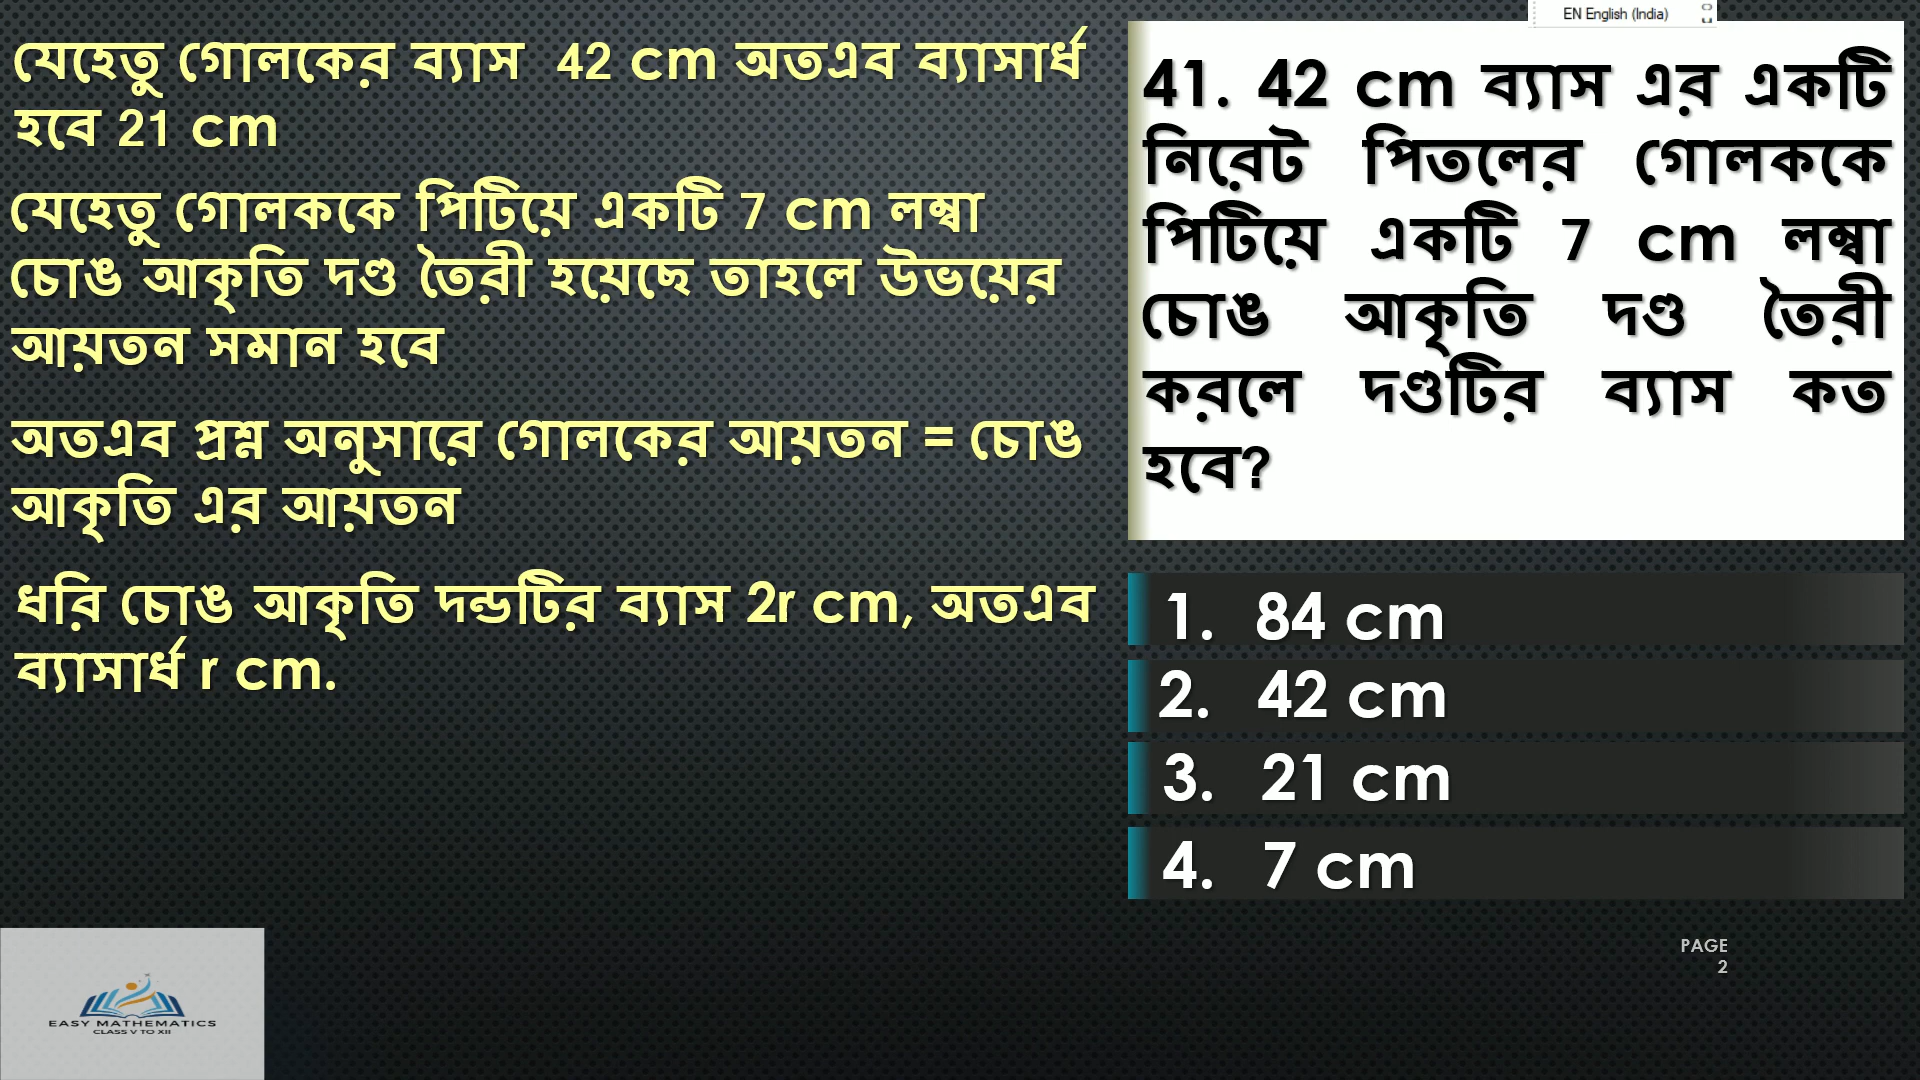 EN English (India)
যেহেতু গোলকের ব্যাস 42 cm অতএব ব্যাসার্ধ
হবে 21 cm
যেহেতু গোলককে পিটিয়ে একটি 7 cm লম্বা
চোঙ আকৃতি দণ্ড তৈরী হয়েছে তাহলে উভয়ের
আয়তন সমান হবে
অতএব প্রশ্ন অনুসারে গোলকের আয়তন = চোঙ
আকৃতি এর আয়তন
ধরি চোঙ আকৃতি দন্ডটির ব্যাস 2r cm, অতএব
ব্যাসার্ধ r cm.
41. 42 cm ব্যাস এর একটি
নিরেট পিতলের গোলককে
পিটিয়ে একটি 7 cm লম্বা
চোঙ আকৃতি দণ্ড তৈরী
করলে দণ্ডটির ব্যাস কত
হবে?
1. 84 cm
2. 42 cm
3. 21 cm
4. 7 cm
PAGE
2
EASY MATHEMATICS
CLASS V TO XII